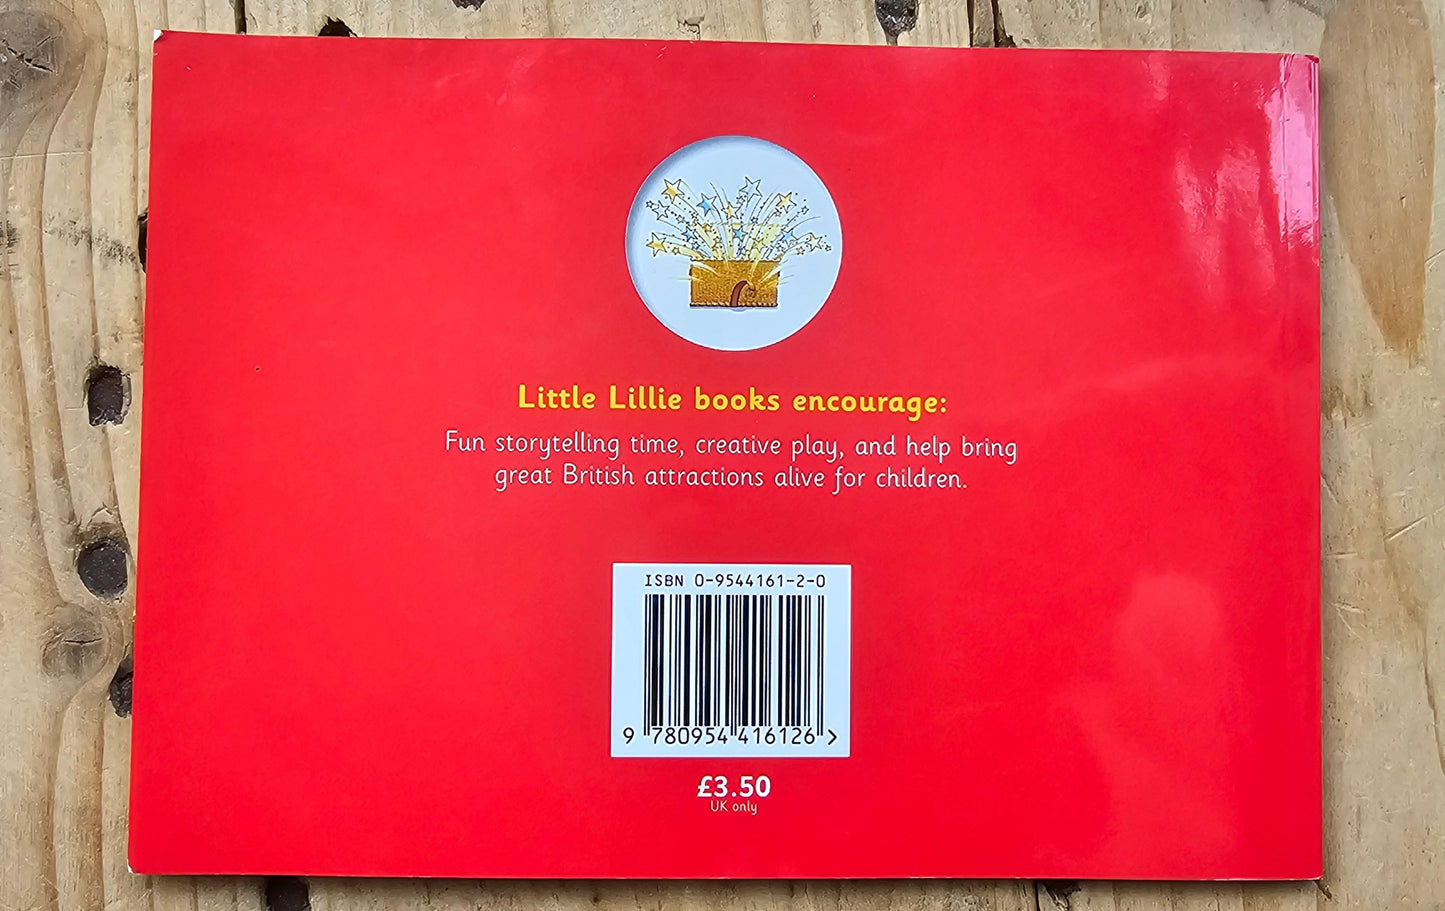 Little Lillie books encourage:
Fun storytelling time, creative play, and help bring
great British attractions alive for children.
ISBN 0-9544161-2-0
9 780954 416126 >
£3.50
UK only